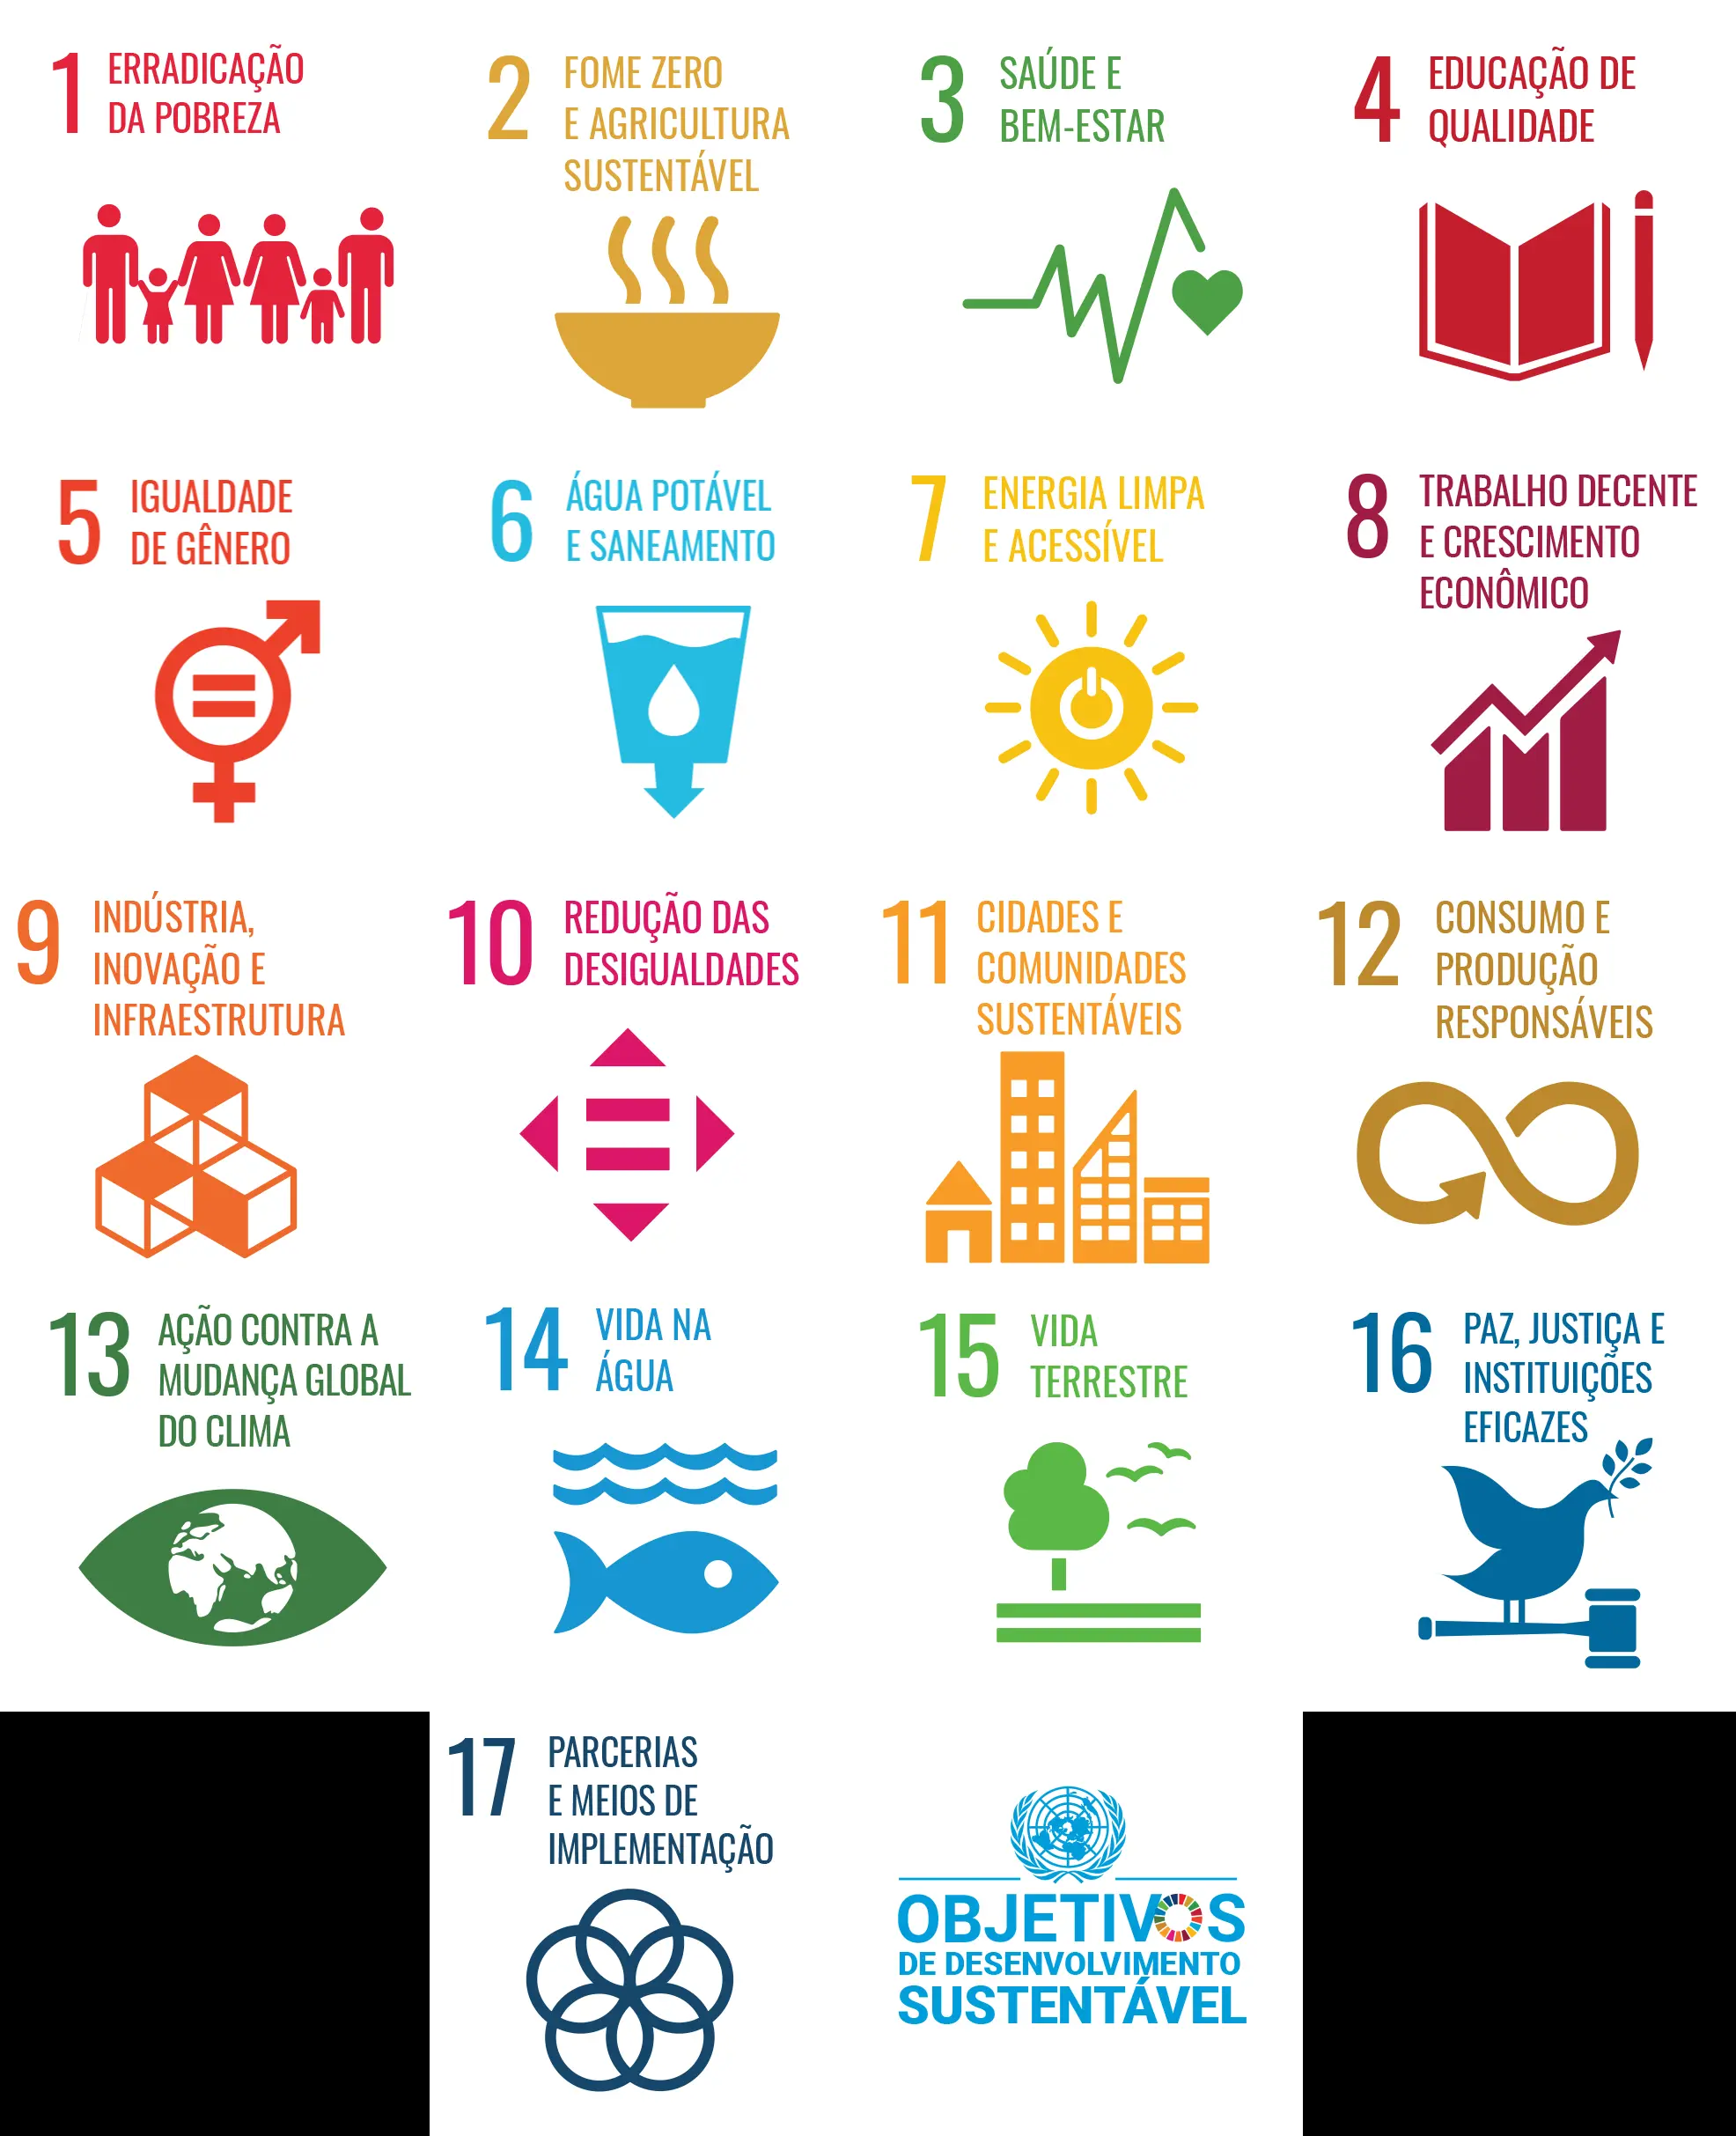 1 ERRADICAÇÃO
DA POBREZA
2 FOME ZERO
E AGRICULTURA
SUSTENTÁVEL
3 SAÚDE E
BEM-ESTAR
4 EDUCAÇÃO DE
QUALIDADE
5 IGUALDADE
DE GÊNERO
6 ÁGUA POTÁVEL
E SANEAMENTO
7 ENERGIA LIMPA
E ACESSÍVEL
8 TRABALHO DECENTE
E CRESCIMENTO
ECONÔMICO
9 INDÚSTRIA,
INOVAÇÃO E
INFRAESTRUTURA
10 REDUÇÃO DAS
DESIGUALDADES
11 CIDADES E
COMUNIDADES
SUSTENTÁVEIS
12 CONSUMO E
PRODUÇÃO
RESPONSÁVEIS
13 AÇÃO CONTRA A
MUDANÇA GLOBAL
DO CLIMA
14 VIDA NA
ÁGUA
15 VIDA
TERRESTRE
16 PAZ, JUSTIÇA E
INSTITUIÇÕES
EFICAZES
17 PARCERIAS
E MEIOS DE
IMPLEMENTAÇÃO
OBJETIVOS
DE DESENVOLVIMENTO
SUSTENTÁVEL